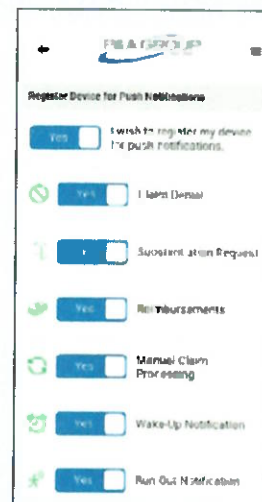 P&A GROUP
Register Device for Push Notifications
Yes I wish to register my device
for push notifications.
Yes Claim Denial
Substantiation Request
Yes Reimbursements
Yes Manual Claim
Processing
Yes Wake-Up Notification
Yes Run Out Notification